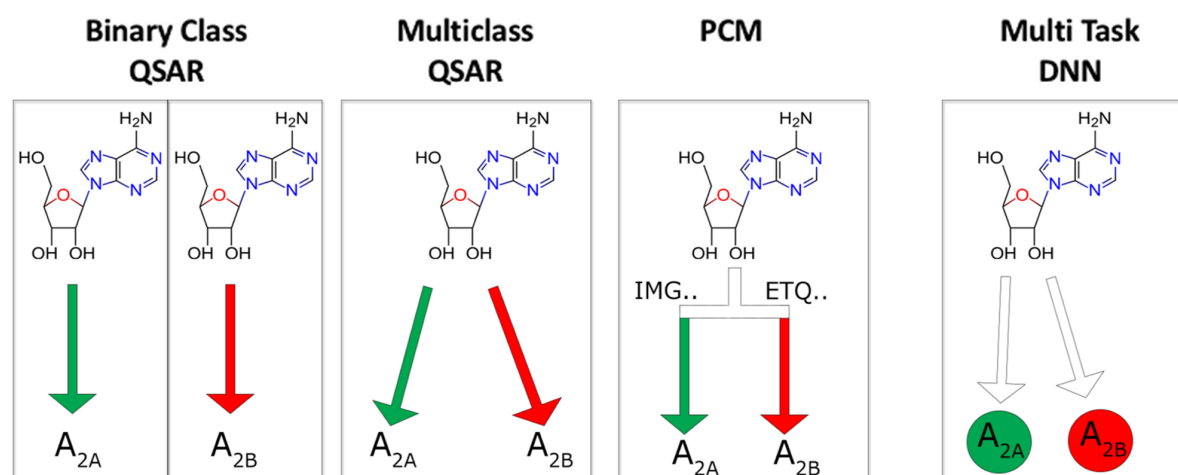 Binary Class
QSAR
Multiclass
QSAR
PCM
Multi Task
DNN
H₂N
HO
N
N
N
N
O
OH OH
A₂A
H₂N
HO
N
N
N
N
O
OH OH
A₂B
H₂N
HO
N
N
N
N
O
OH OH
A₂A
A₂B
H₂N
HO
N
N
N
N
O
OH OH
IMG..
ETQ..
A₂A
A₂B
H₂N
HO
N
N
N
N
O
OH OH
A₂A
A₂B